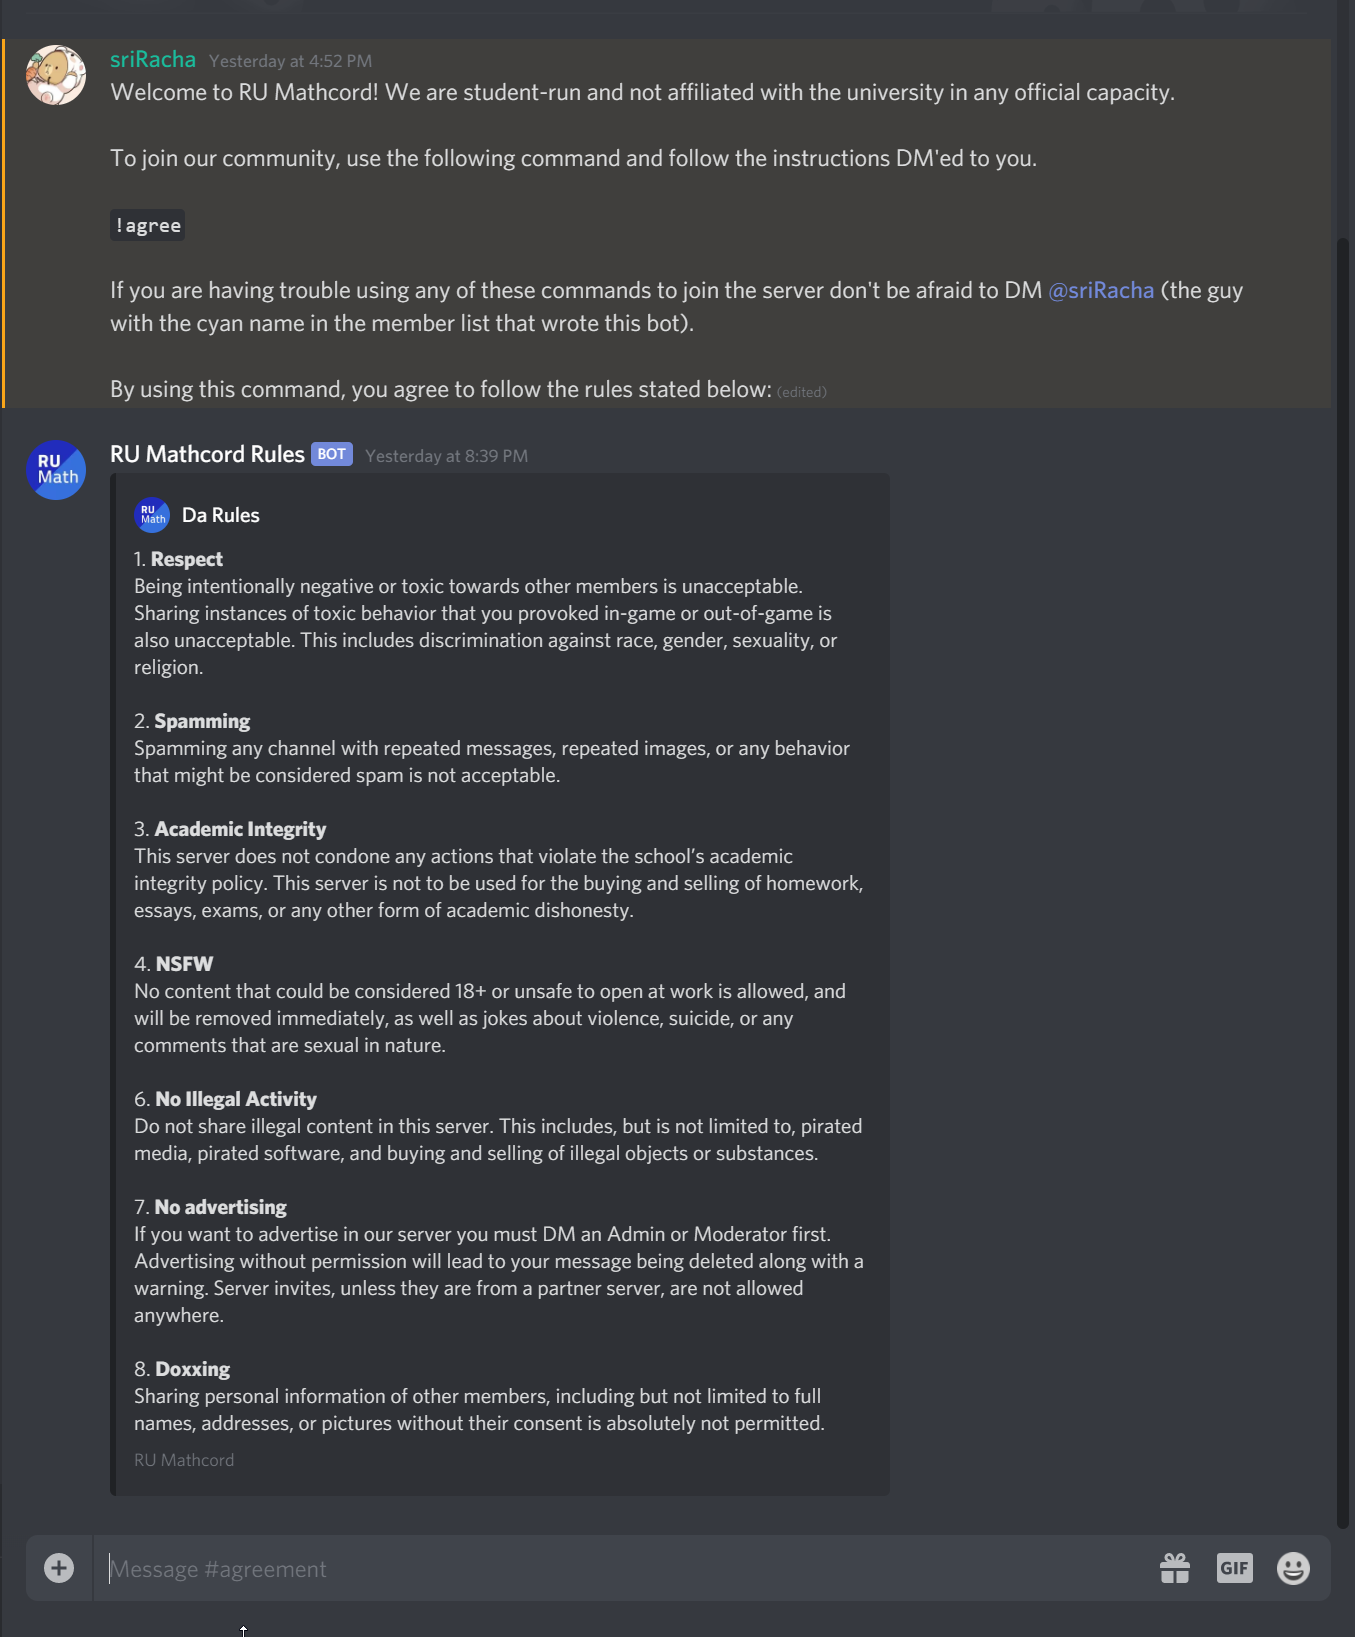 sriRacha Yesterday at 4:52 PM
Welcome to RU Mathcord! We are student-run and not affiliated with the university in any official capacity.
To join our community, use the following command and follow the instructions DM'ed to you.
!agree
If you are having trouble using any of these commands to join the server don't be afraid to DM @sriRacha (the guy
with the cyan name in the member list that wrote this bot).
By using this command, you agree to follow the rules stated below: (edited)
RU Math
RU Mathcord Rules BOT Yesterday at 8:39 PM
RU Math
Da Rules
1. Respect
Being intentionally negative or toxic towards other members is unacceptable.
Sharing instances of toxic behavior that you provoked in-game or out-of-game is
also unacceptable. This includes discrimination against race, gender, sexuality, or
religion.
2. Spamming
Spamming any channel with repeated messages, repeated images, or any behavior
that might be considered spam is not acceptable.
3. Academic Integrity
This server does not condone any actions that violate the school’s academic
integrity policy. This server is not to be used for the buying and selling of homework,
essays, exams, or any other form of academic dishonesty.
4. NSFW
No content that could be considered 18+ or unsafe to open at work is allowed, and
will be removed immediately, as well as jokes about violence, suicide, or any
comments that are sexual in nature.
6. No Illegal Activity
Do not share illegal content in this server. This includes, but is not limited to, pirated
media, pirated software, and buying and selling of illegal objects or substances.
7. No advertising
If you want to advertise in our server you must DM an Admin or Moderator first.
Advertising without permission will lead to your message being deleted along with a
warning. Server invites, unless they are from a partner server, are not allowed
anywhere.
8. Doxxing
Sharing personal information of other members, including but not limited to full
names, addresses, or pictures without their consent is absolutely not permitted.
RU Mathcord
Message #agreement
GIF